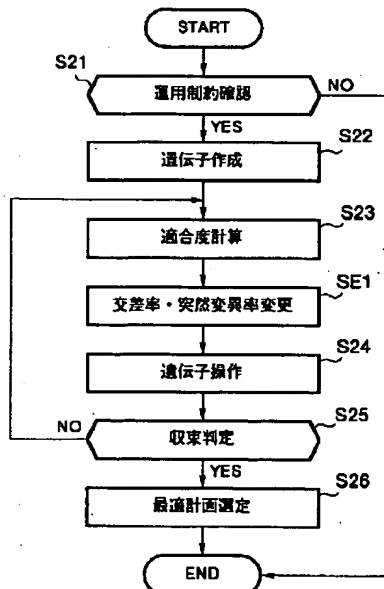 START
S21
運用制約確認
NO
YES
S22
遺伝子作成
S23
適合度計算
SE1
交差率・突然変異率変更
S24
遺伝子操作
S25
NO
収束判定
YES
S26
最適計画選定
END